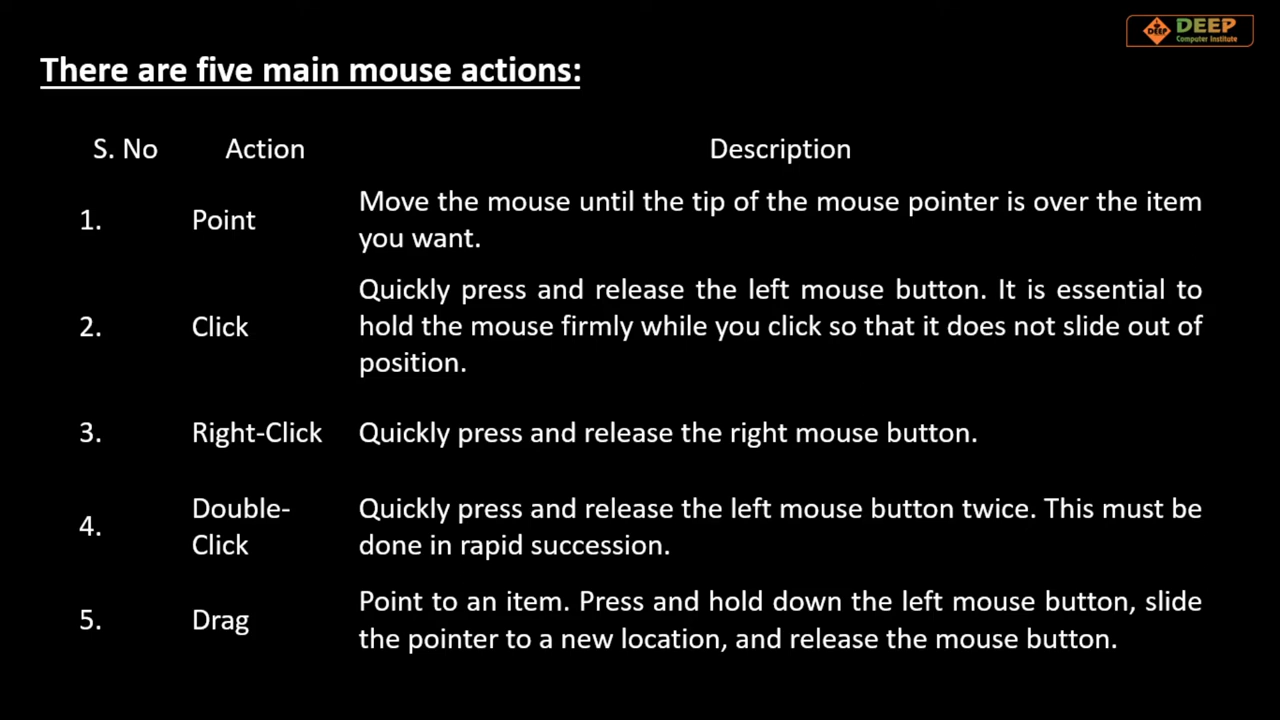 DEEP
DEEP
Computer Institute
There are five main mouse actions:
S. No Action Description
1. Point Move the mouse until the tip of the mouse pointer is over the item
you want.
2. Click Quickly press and release the left mouse button. It is essential to
hold the mouse firmly while you click so that it does not slide out of
position.
3. Right-Click Quickly press and release the right mouse button.
4. Double-
Click Quickly press and release the left mouse button twice. This must be
done in rapid succession.
5. Drag Point to an item. Press and hold down the left mouse button, slide
the pointer to a new location, and release the mouse button.